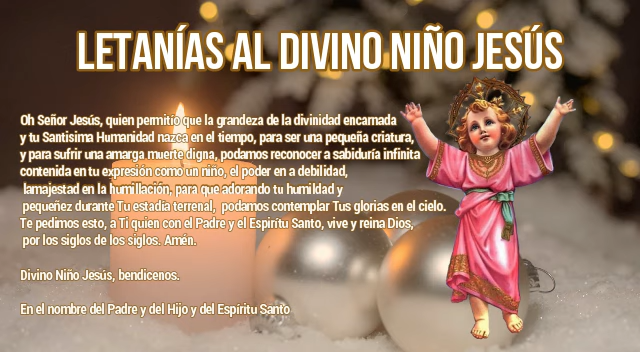 LETANÍAS AL DIVINO NIÑO JESÚS
Oh Señor Jesús, quien permitio que la grandeza de la divinidad encarnada
y tu Santisima Humanidad nazca en el tiempo, para ser una pequeña criatura,
y para sufrir una amarga muerte digna, podamos reconocer a sabiduría infinita
contenida en tu expresión como un niño, el poder en a debilidad,
lamajestad en la humillación, para que adorando tu humildad y
pequeñez durante Tu estadía terrenal, podamos contemplar Tus glorias en el cielo.
Te pedimos esto, a Ti quien con el Padre y el Espirítu Santo, vive y reina Dios,
por los siglos de los siglos. Amén.
Divino Niño Jesús, bendicenos.
En el nombre del Padre y del Hijo y del Espíritu Santo